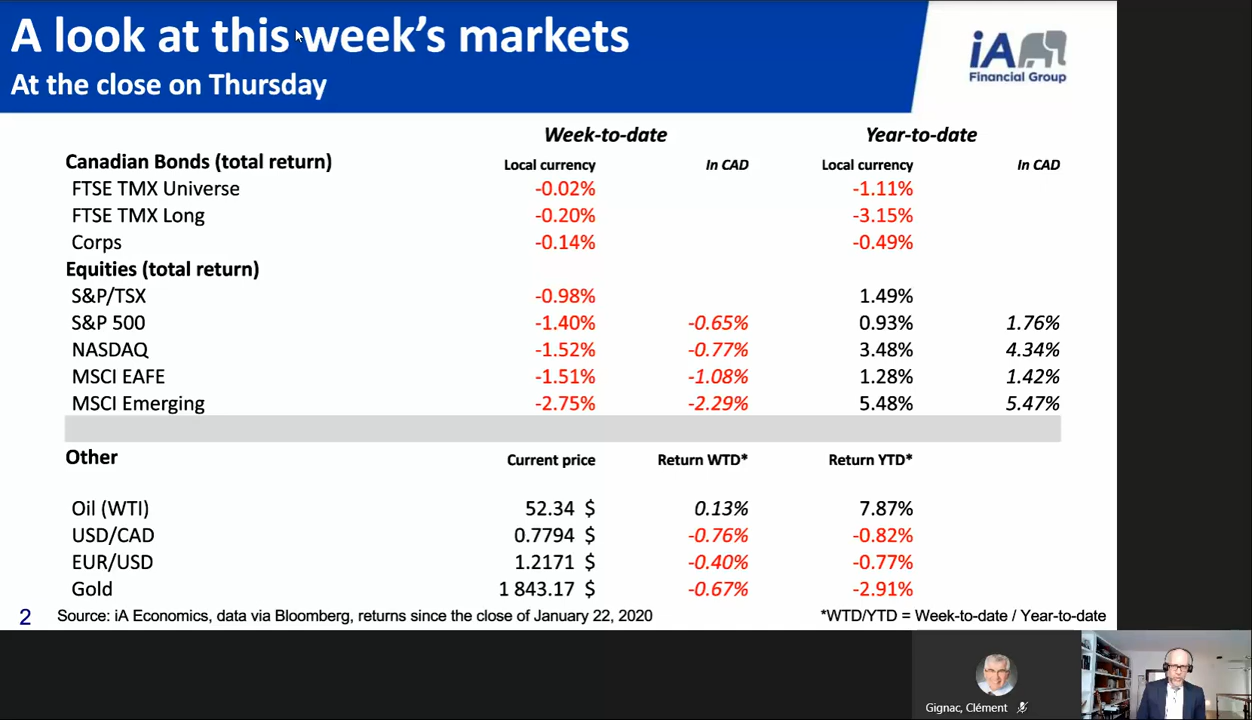 A look at this week's markets
At the close on Thursday
iA
Financial Group
Week-to-date Year-to-date
Canadian Bonds (total return) Local currency In CAD Local currency In CAD
FTSE TMX Universe -0.02% -1.11%
FTSE TMX Long -0.20% -3.15%
Corps -0.14% -0.49%
Equities (total return)
S&P/TSX -0.98% 1.49%
S&P 500 -1.40% -0.65% 0.93% 1.76%
NASDAQ -1.52% -0.77% 3.48% 4.34%
MSCI EAFE -1.51% -1.08% 1.28% 1.42%
MSCI Emerging -2.75% -2.29% 5.48% 5.47%
Other Current price Return WTD* Return YTD*
Oil (WTI) 52.34 $ 0.13% 7.87%
USD/CAD 0.7794 $ -0.76% -0.82%
EUR/USD 1.2171 $ -0.40% -0.77%
Gold 1 843.17 $ -0.67% -2.91%
2 Source: iA Economics, data via Bloomberg, returns since the close of January 22, 2020 *WTD/YTD = Week-to-date / Year-to-date
Gignac, Clément